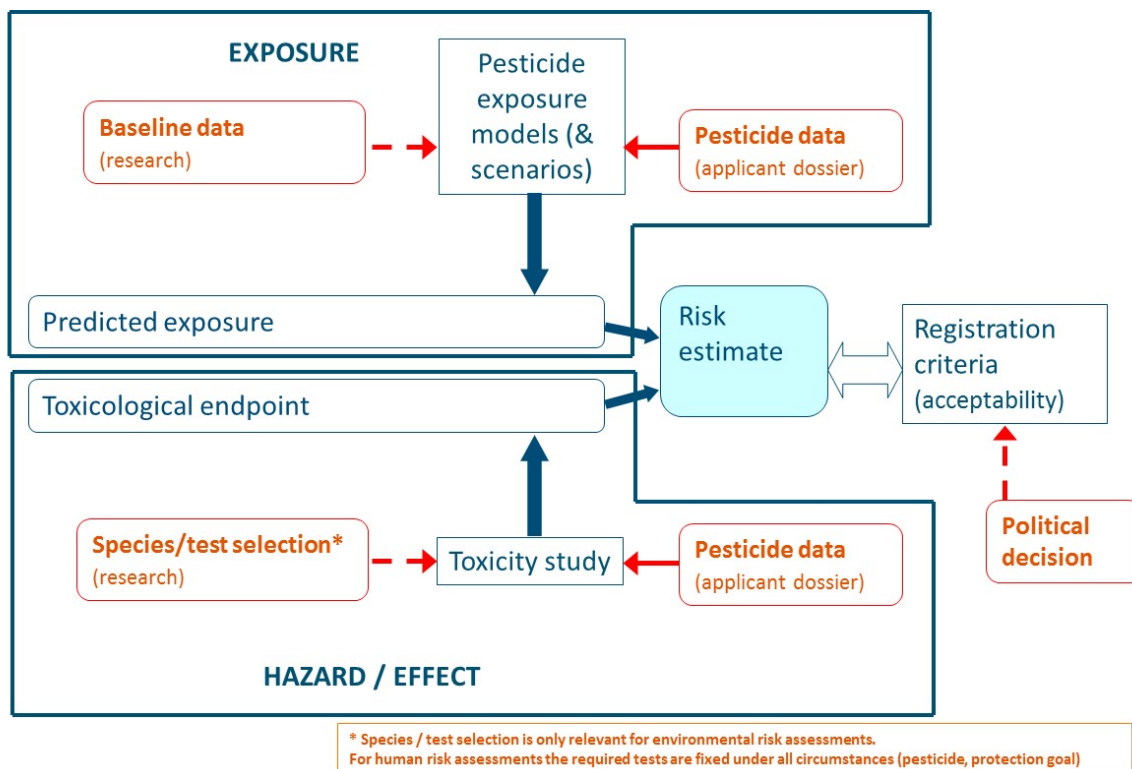 EXPOSURE
Pesticide
exposure
models (&
scenarios)
Baseline data
(research)
Pesticide data
(applicant dossier)
Predicted exposure
Risk
estimate
Registration
criteria
(acceptability)
Toxicological endpoint
Species/test selection*
(research)
Toxicity study
Pesticide data
(applicant dossier)
Political
decision
HAZARD / EFFECT
* Species / test selection is only relevant for environmental risk assessments.
For human risk assessments the required tests are fixed under all circumstances (pesticide, protection goal)